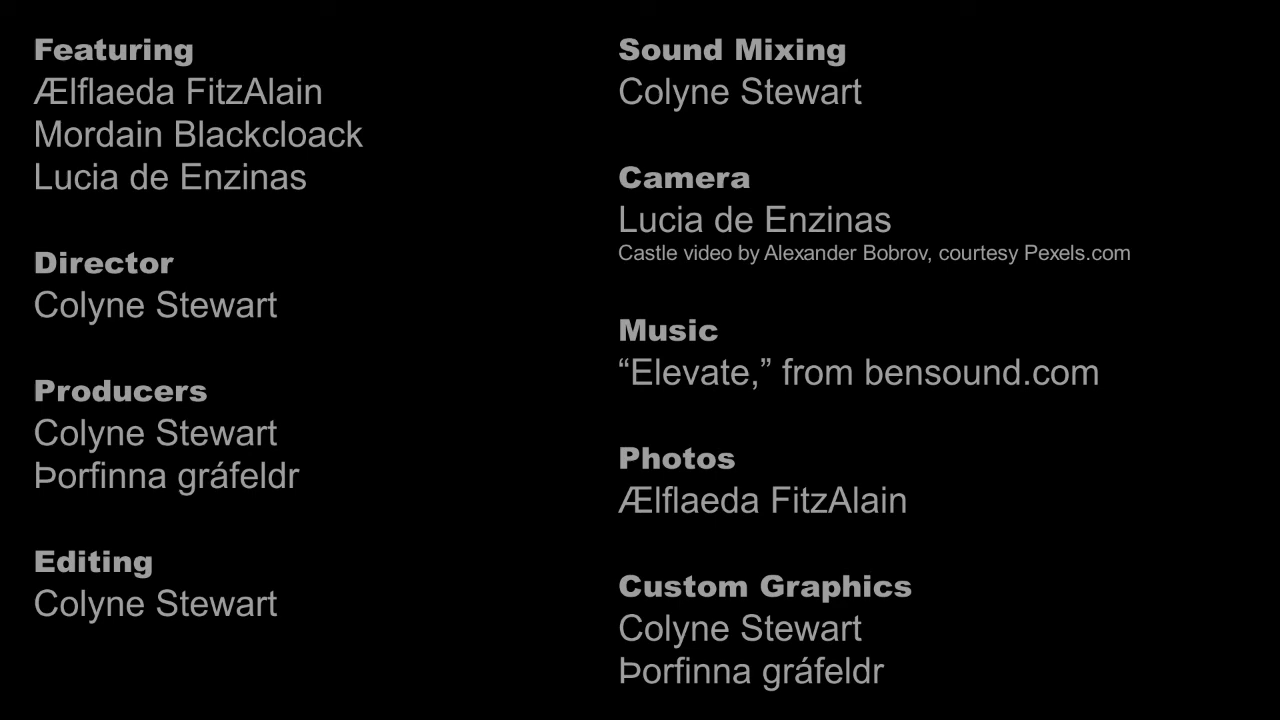 Featuring
Ælflaeda FitzAlain
Mordain Blackcloack
Lucia de Enzinas
Director
Colyne Stewart
Producers
Colyne Stewart
Þorfinna gráfeldr
Editing
Colyne Stewart
Sound Mixing
Colyne Stewart
Camera
Lucia de Enzinas
Castle video by Alexander Bobrov, courtesy Pexels.com
Music
“Elevate,” from bensound.com
Photos
Ælflaeda FitzAlain
Custom Graphics
Colyne Stewart
Þorfinna gráfeldr